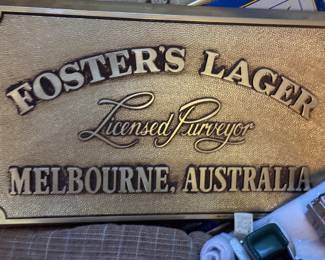 FOSTER'S LAGER
Licensed Purveyor
MELBOURNE, AUSTRALIA